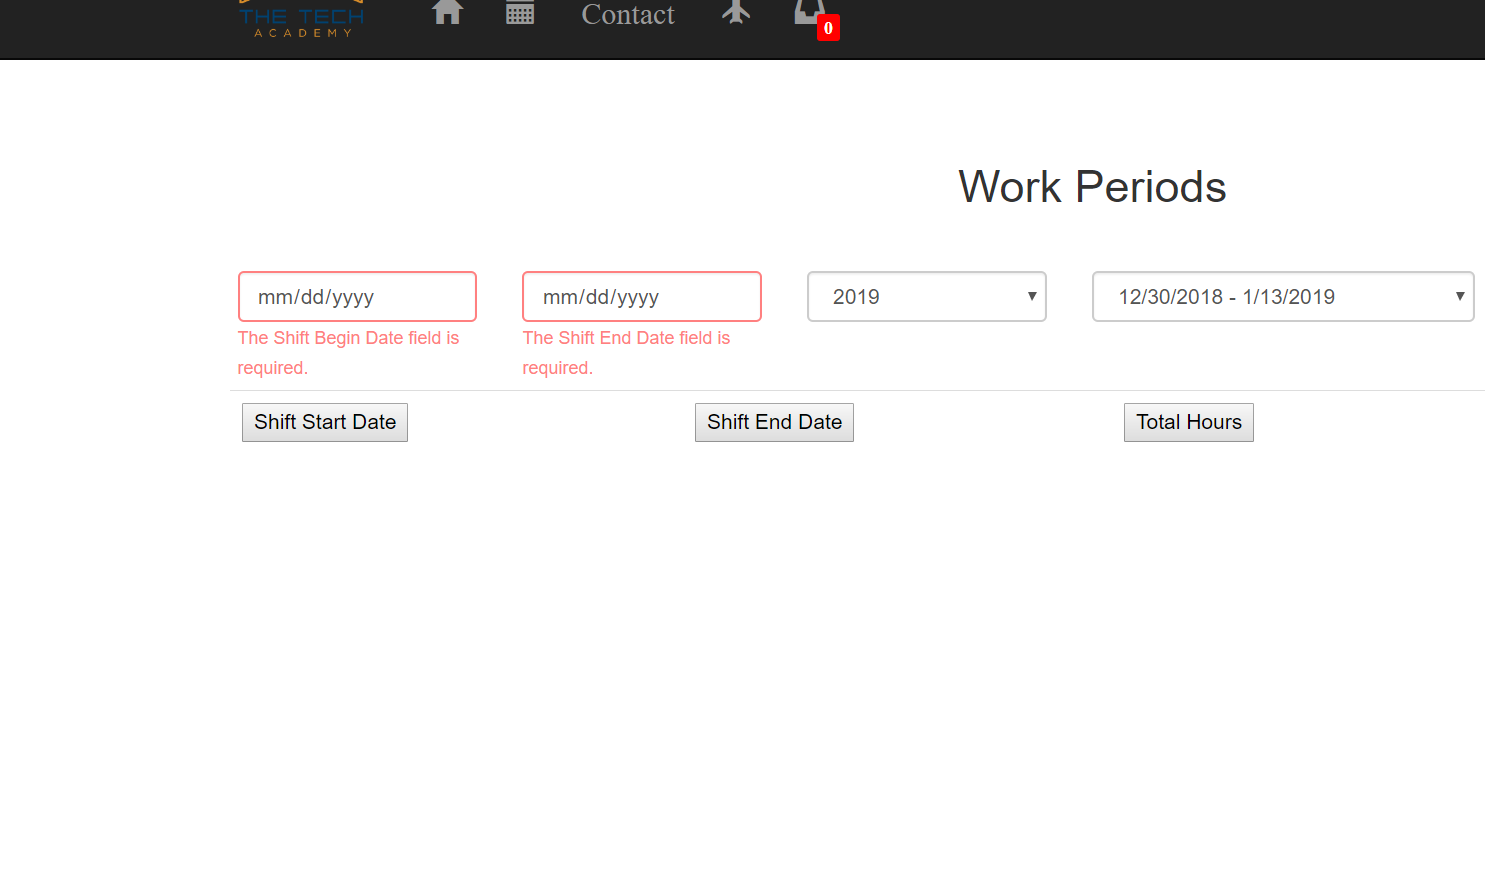 THE TECH
ACADEMY
Contact
0
Work Periods
mm/dd/yyyy
mm/dd/yyyy
2019
12/30/2018 - 1/13/2019
The Shift Begin Date field is
required.
The Shift End Date field is
required.
Shift Start Date
Shift End Date
Total Hours